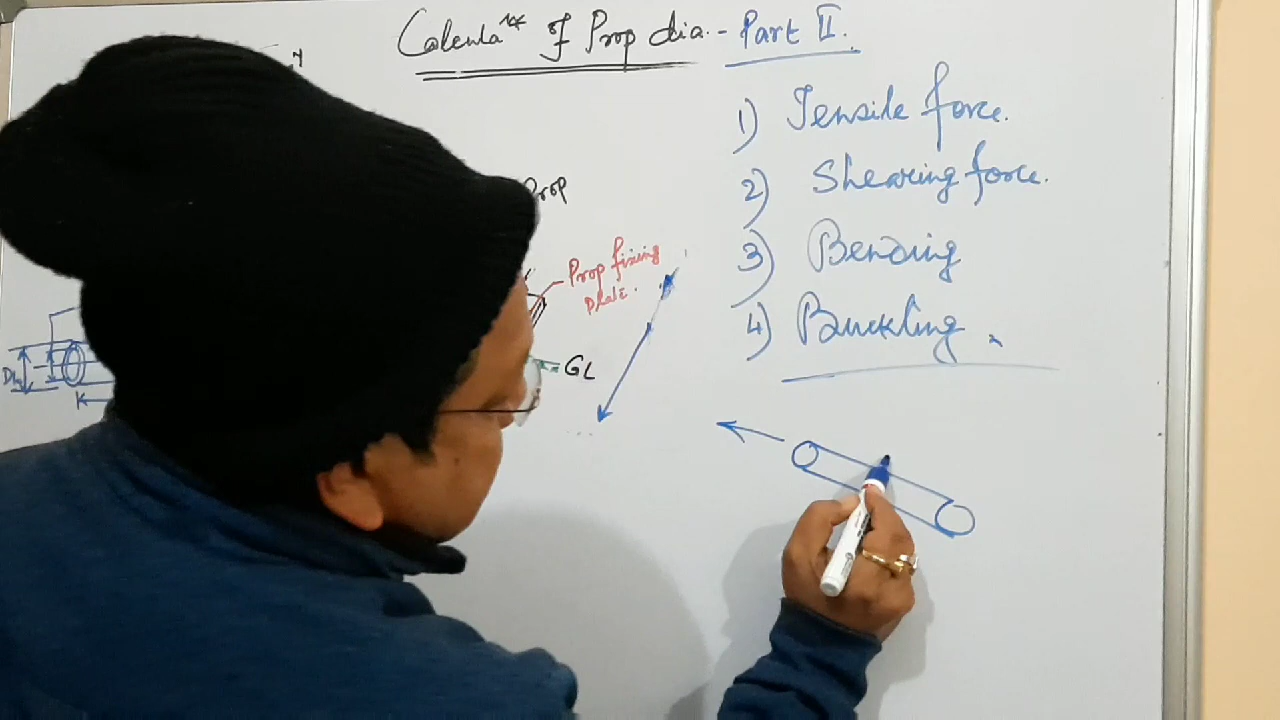 Calcula^n of Prop dia. - Part II.
1) Tensile force.
2) Shearing force.
3) Bending
4) Buckling.
Prop
Prop fixing
plate.
GL